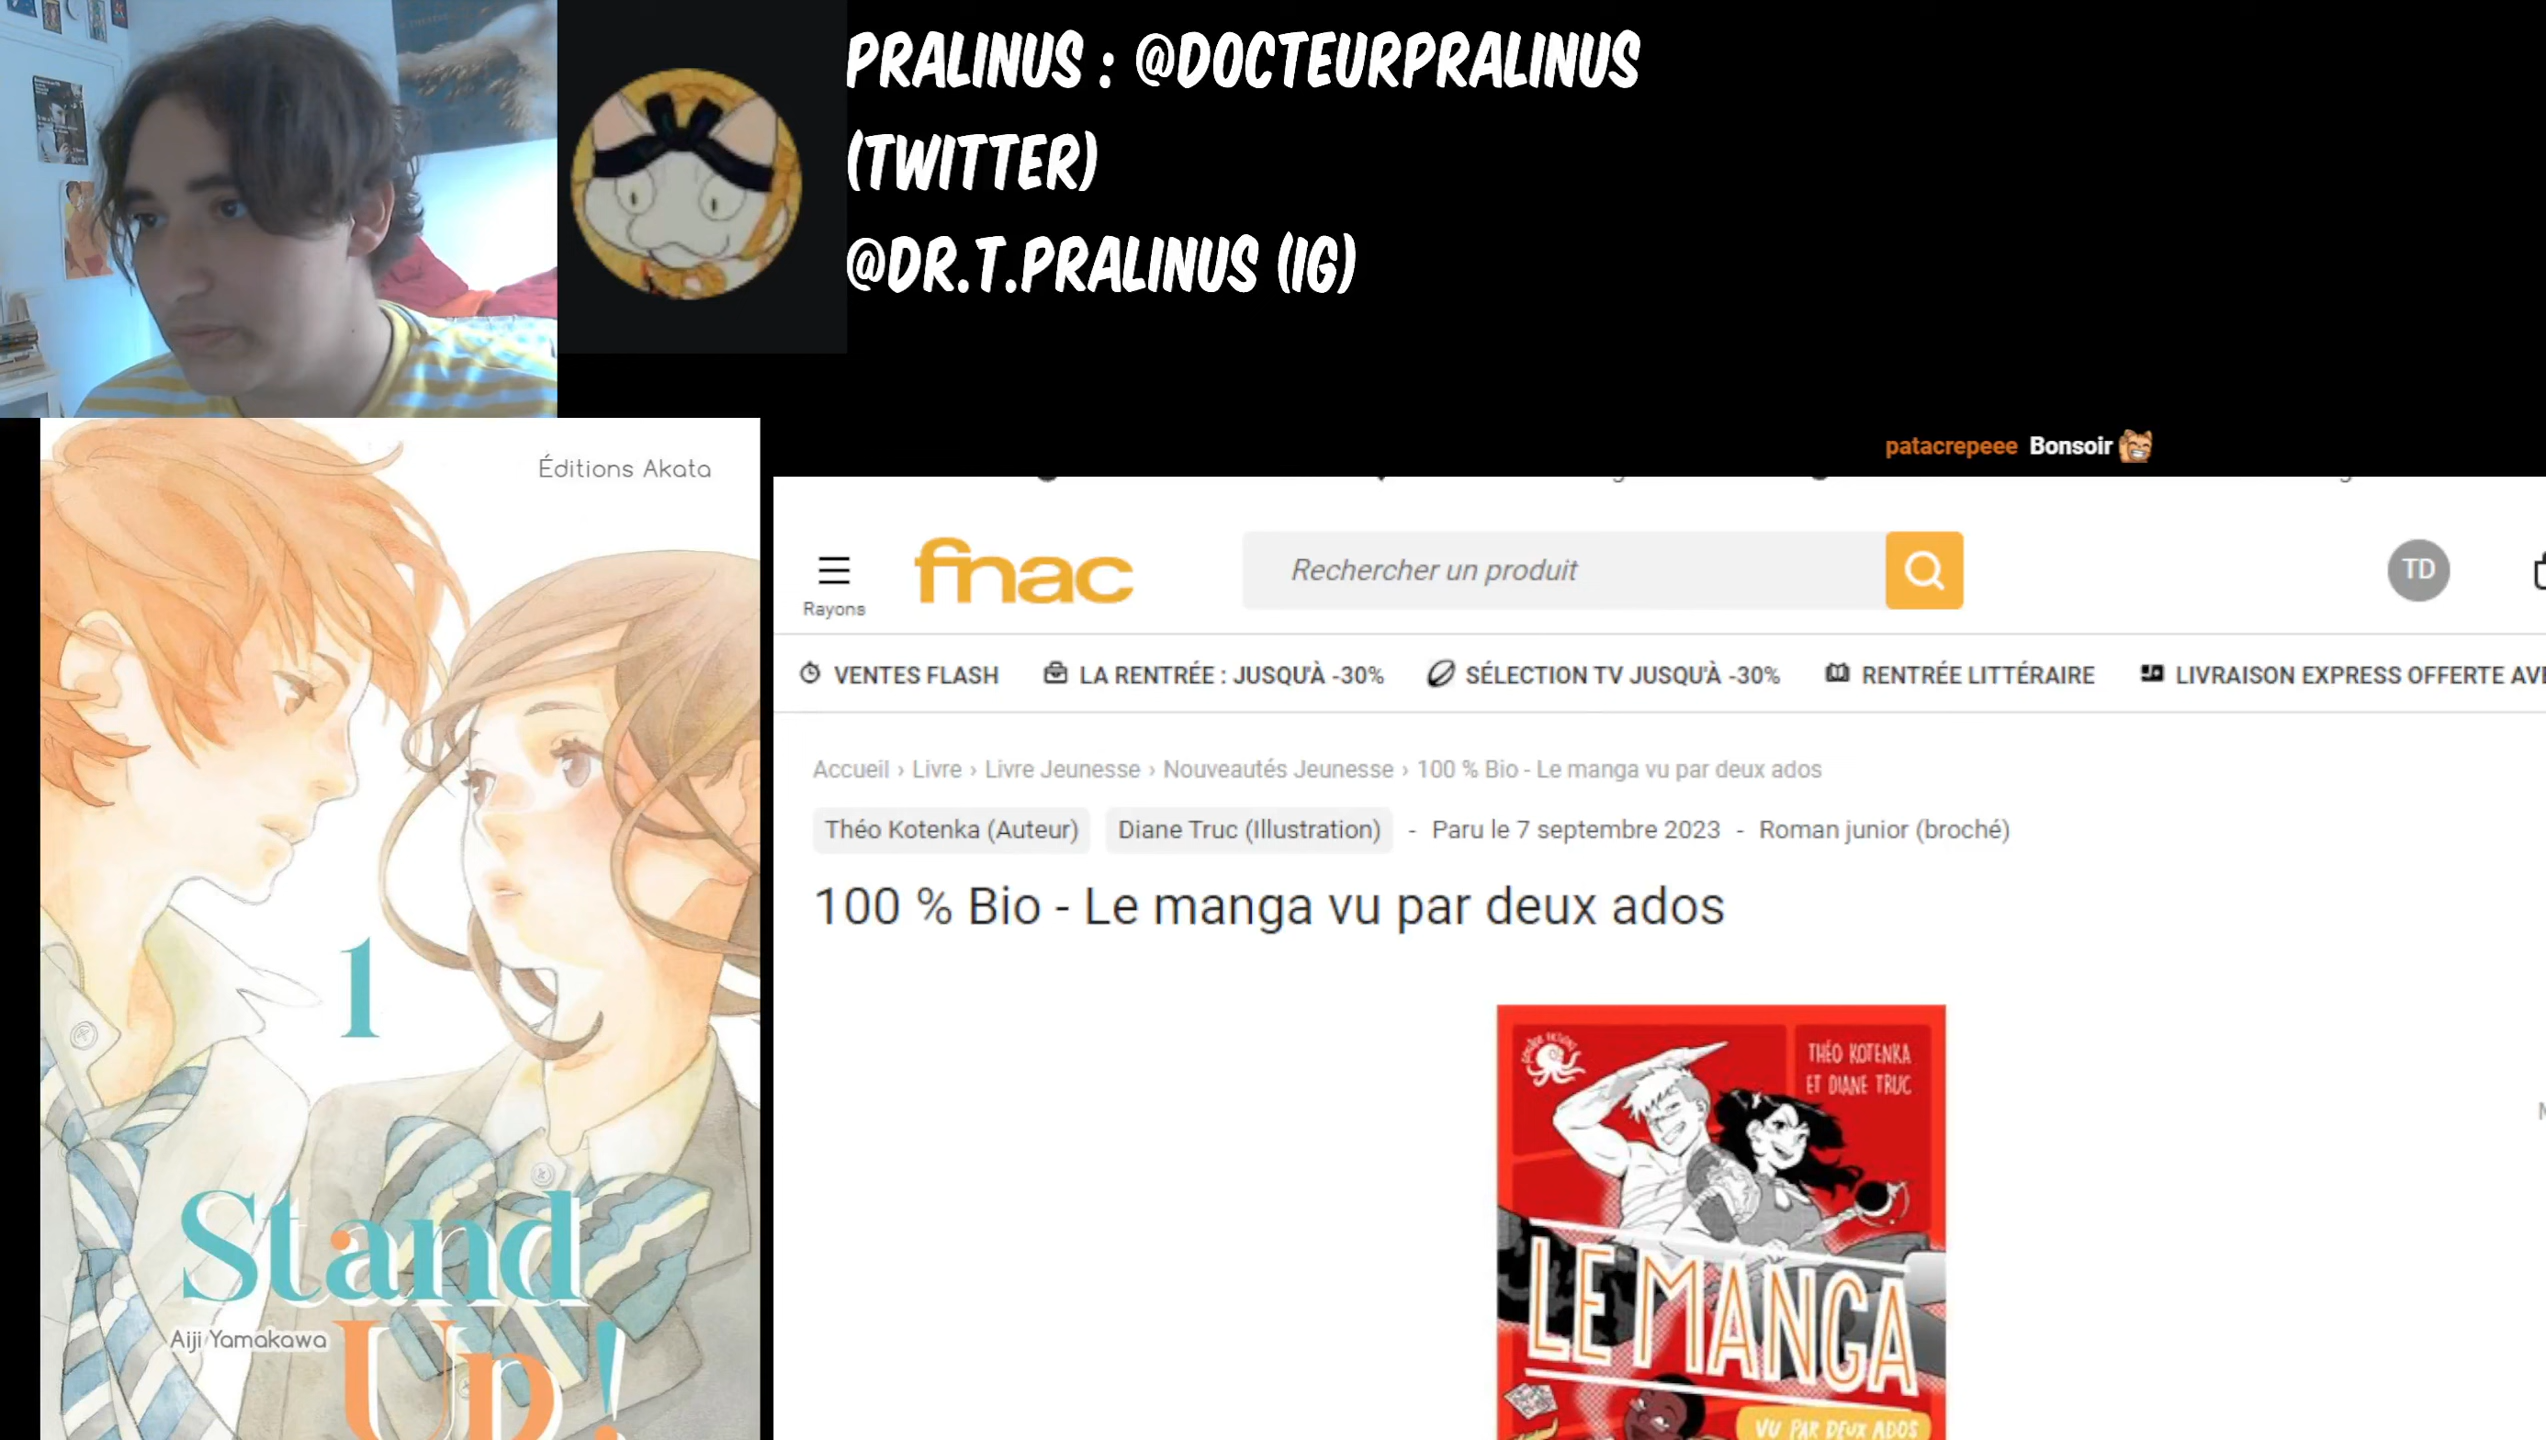 PRALINUS : @DOCTEURPRALINUS
(TWITTER)
@DR.T.PRALINUS (IG)
patacrepeee Bonsoir
Éditions Akata
1
Stand
Aiji Yamakawa
Up!
Rayons
fnac
Rechercher un produit
TD
VENTES FLASH
LA RENTRÉE : JUSQU'À -30%
SÉLECTION TV JUSQU'À -30%
RENTRÉE LITTÉRAIRE
LIVRAISON EXPRESS OFFERTE
Accueil › Livre › Livre Jeunesse › Nouveautés Jeunesse › 100 % Bio - Le manga vu par deux ados
Théo Kotenka (Auteur) Diane Truc (Illustration) - Paru le 7 septembre 2023 - Roman junior (broché)
100 % Bio - Le manga vu par deux ados
THÉO KOTENKA
ET DIANE TRUC
LE MANGA
VU PAR DEUX ADOS